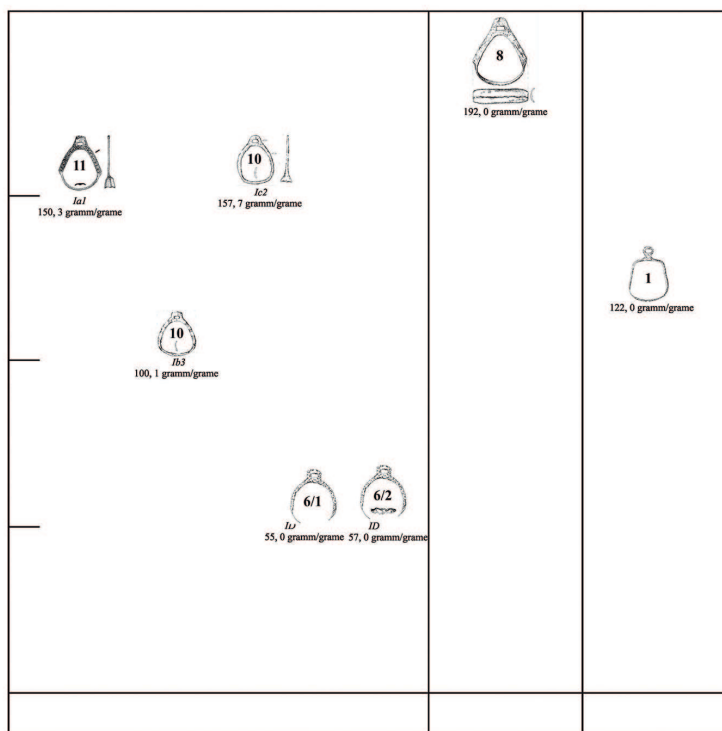 8
192, 0 gramm/grame
11
Ia1
150, 3 gramm/grame
10
Ic2
157, 7 gramm/grame
1
122, 0 gramm/grame
10
Ib3
100, 1 gramm/grame
6/1
ID
55, 0 gramm/grame
6/2
ID
57, 0 gramm/grame